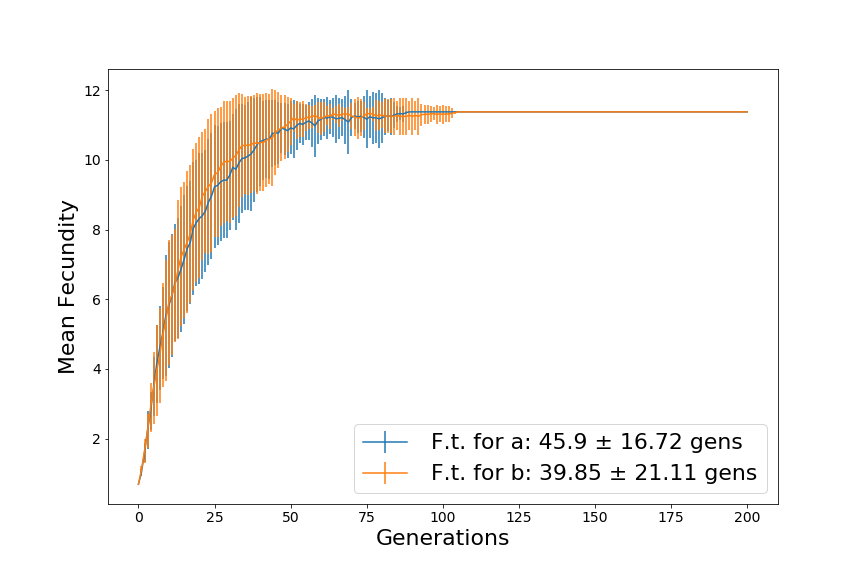 12
10
8
6
4
2
Mean Fecundity
F.t. for a: 45.9 ± 16.72 gens
F.t. for b: 39.85 ± 21.11 gens
0 25 50 75 100 125 150 175 200
Generations